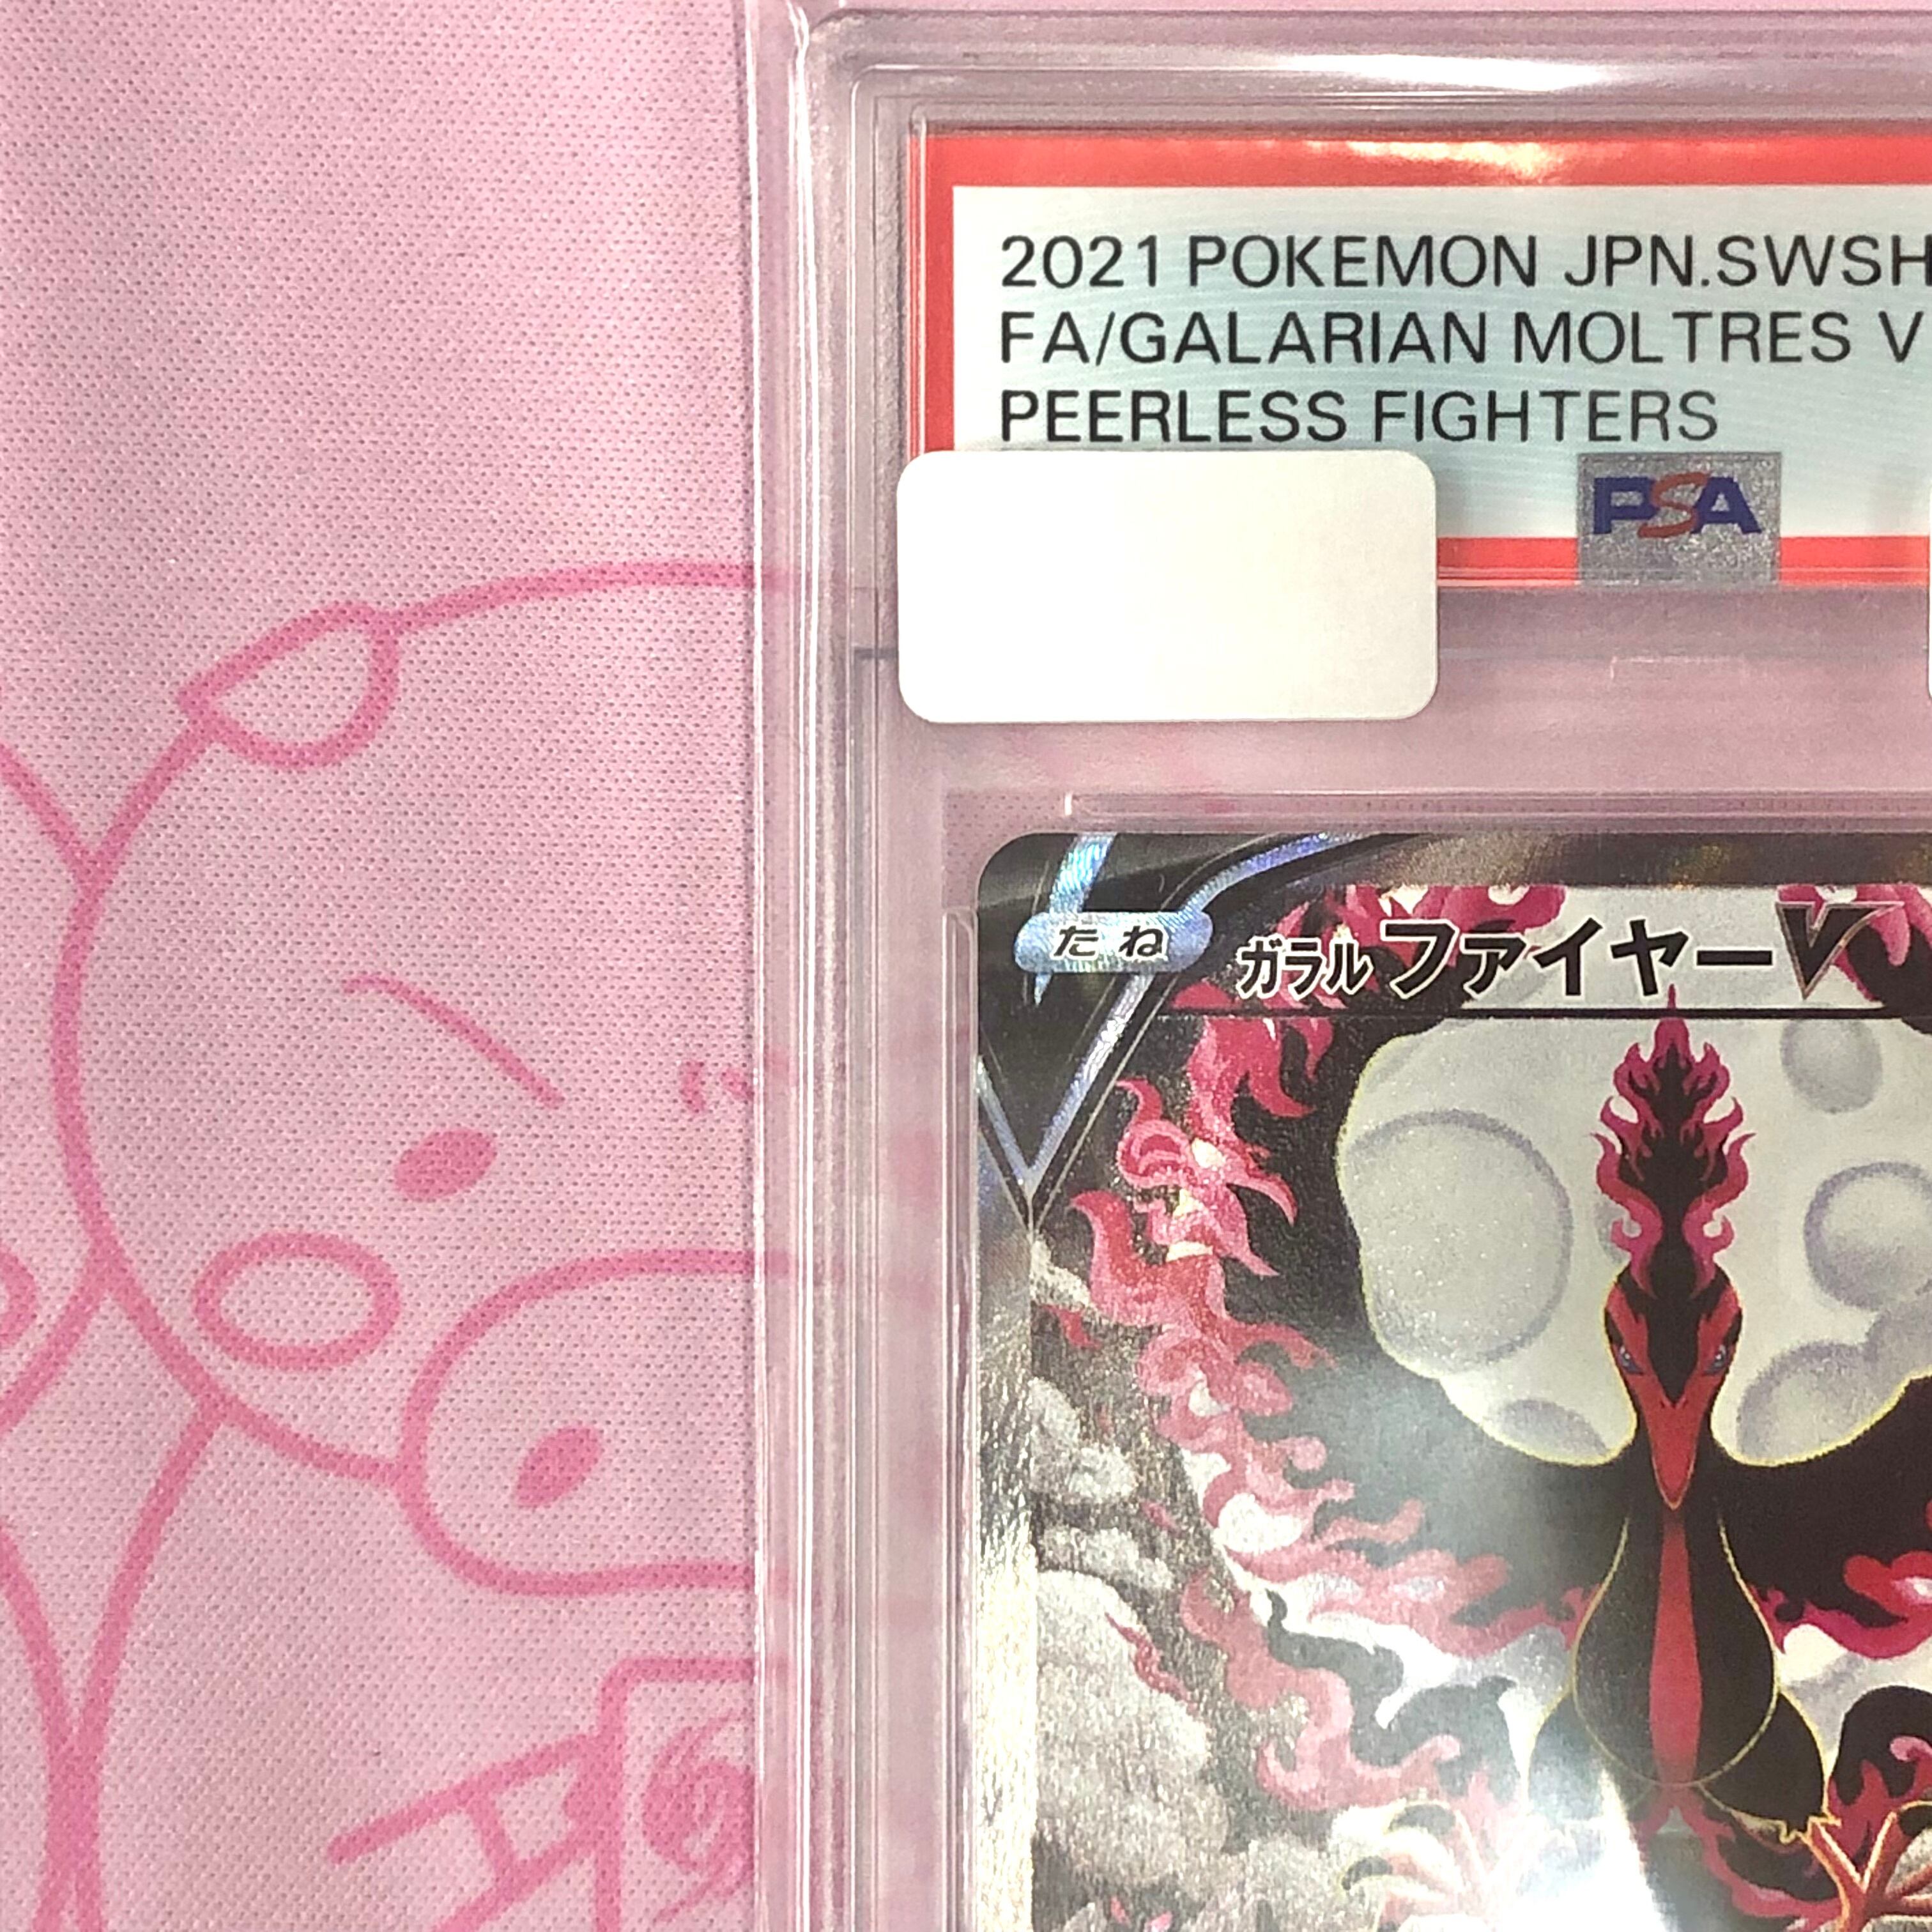 2021 POKEMON JPN.SWSH
FA/GALARIAN MOLTRES V
PEERLESS FIGHTERS
PSA
たね
ガラル ファイヤーV